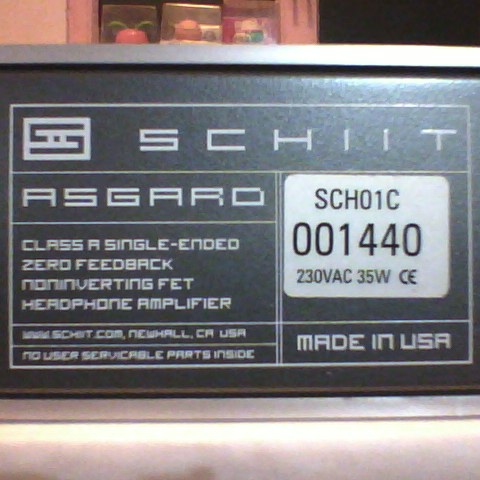 SCHIIT
ASGARD
SCH01C
001440
230VAC 35W CE
CLASS A SINGLE-ENDED
ZERO FEEDBACK
NONINVERTING FET
HEADPHONE AMPLIFIER
WWW.SCHIIT.COM, NEWHALL, CA USA
NO USER SERVICABLE PARTS INSIDE
MADE IN USA